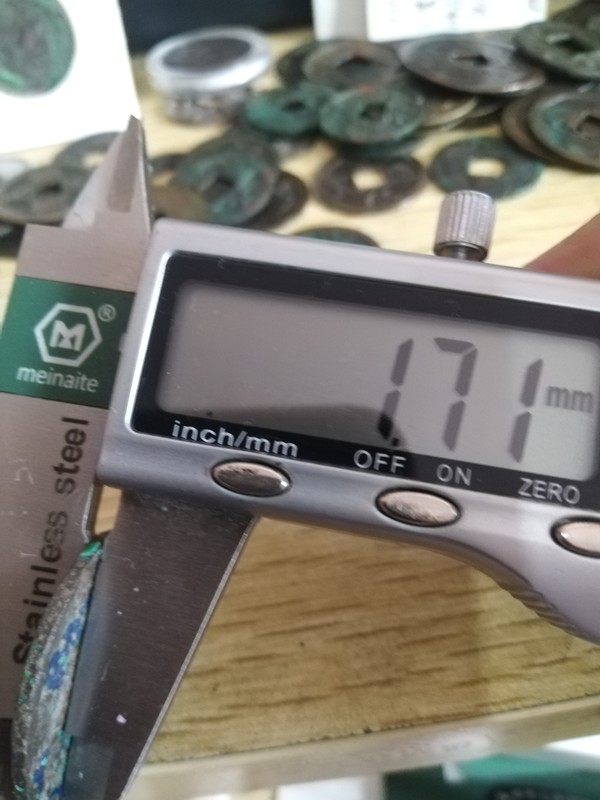 M®
meinaite
Stainless steel
1.71 mm
inch/mm
OFF ON ZERO